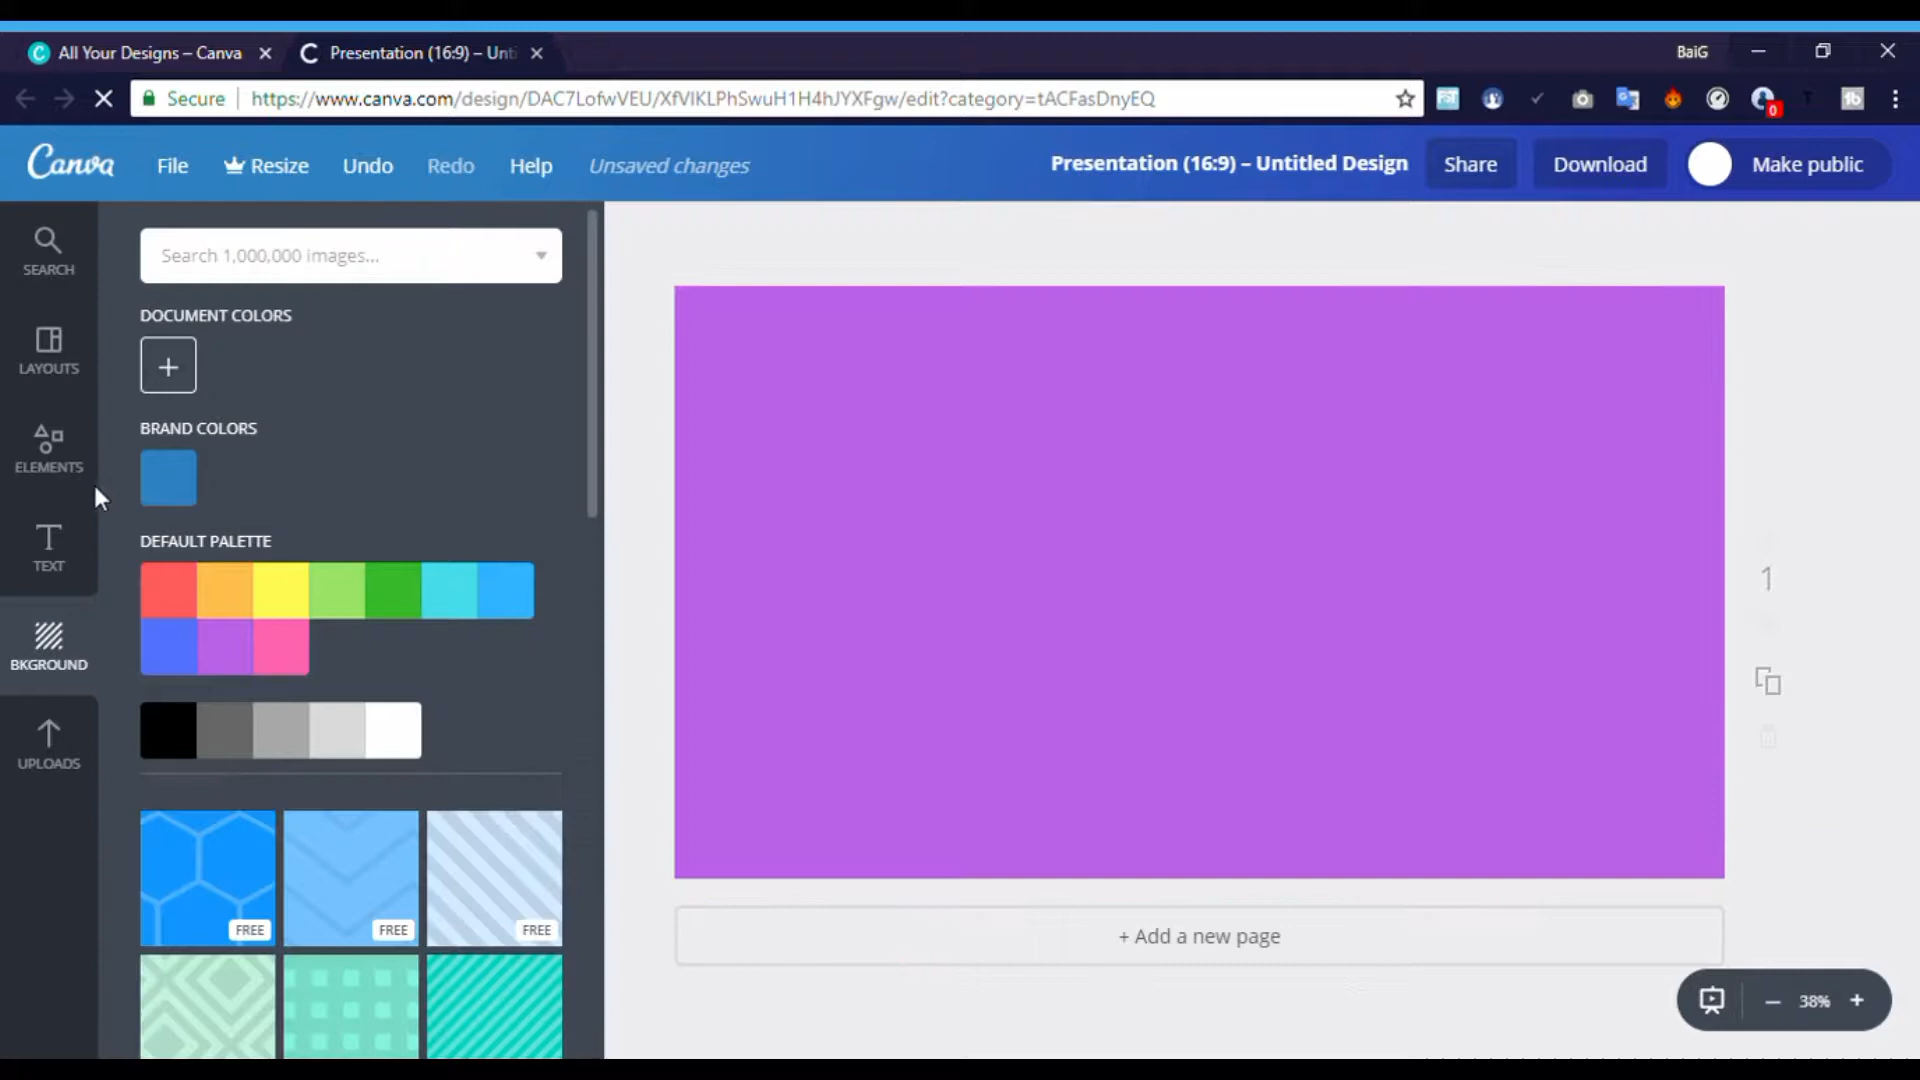 All Your Designs – Canva
Presentation (16:9) – Unti
BaiG
Secure
https://www.canva.com/design/DAC7LofwVEU/XfVIKLPhSwuH1H4hJYXFgw/edit?category=tACFasDnyEQ
0
Canva
File
Resize
Undo
Redo
Help
Unsaved changes
Presentation (16:9) – Untitled Design
Share
Download
Make public
SEARCH
LAYOUTS
ELEMENTS
TEXT
BKGROUND
UPLOADS
Search 1,000,000 images...
DOCUMENT COLORS
BRAND COLORS
DEFAULT PALETTE
FREE
FREE
FREE
1
+ Add a new page
38%